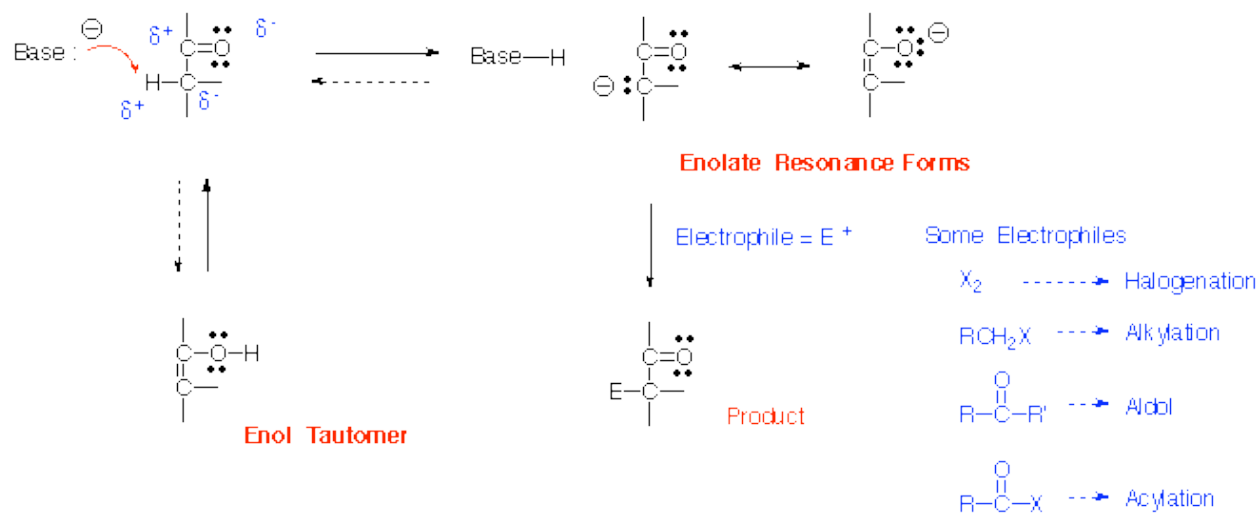 Base : ⊖
δ+
C=O
δ-
H–C
δ+
δ-
Base—H
⊖
C=O
C
C–O
⊖
C
Enolate Resonance Forms
Electrophile = E +
Some Electrophiles
X2
Halogenation
RCH2X
Alkylation
O
R–C–R'
Aldol
O
R–C–X
Acylation
C–O–H
C
Enol Tautomer
C=O
E–C
Product